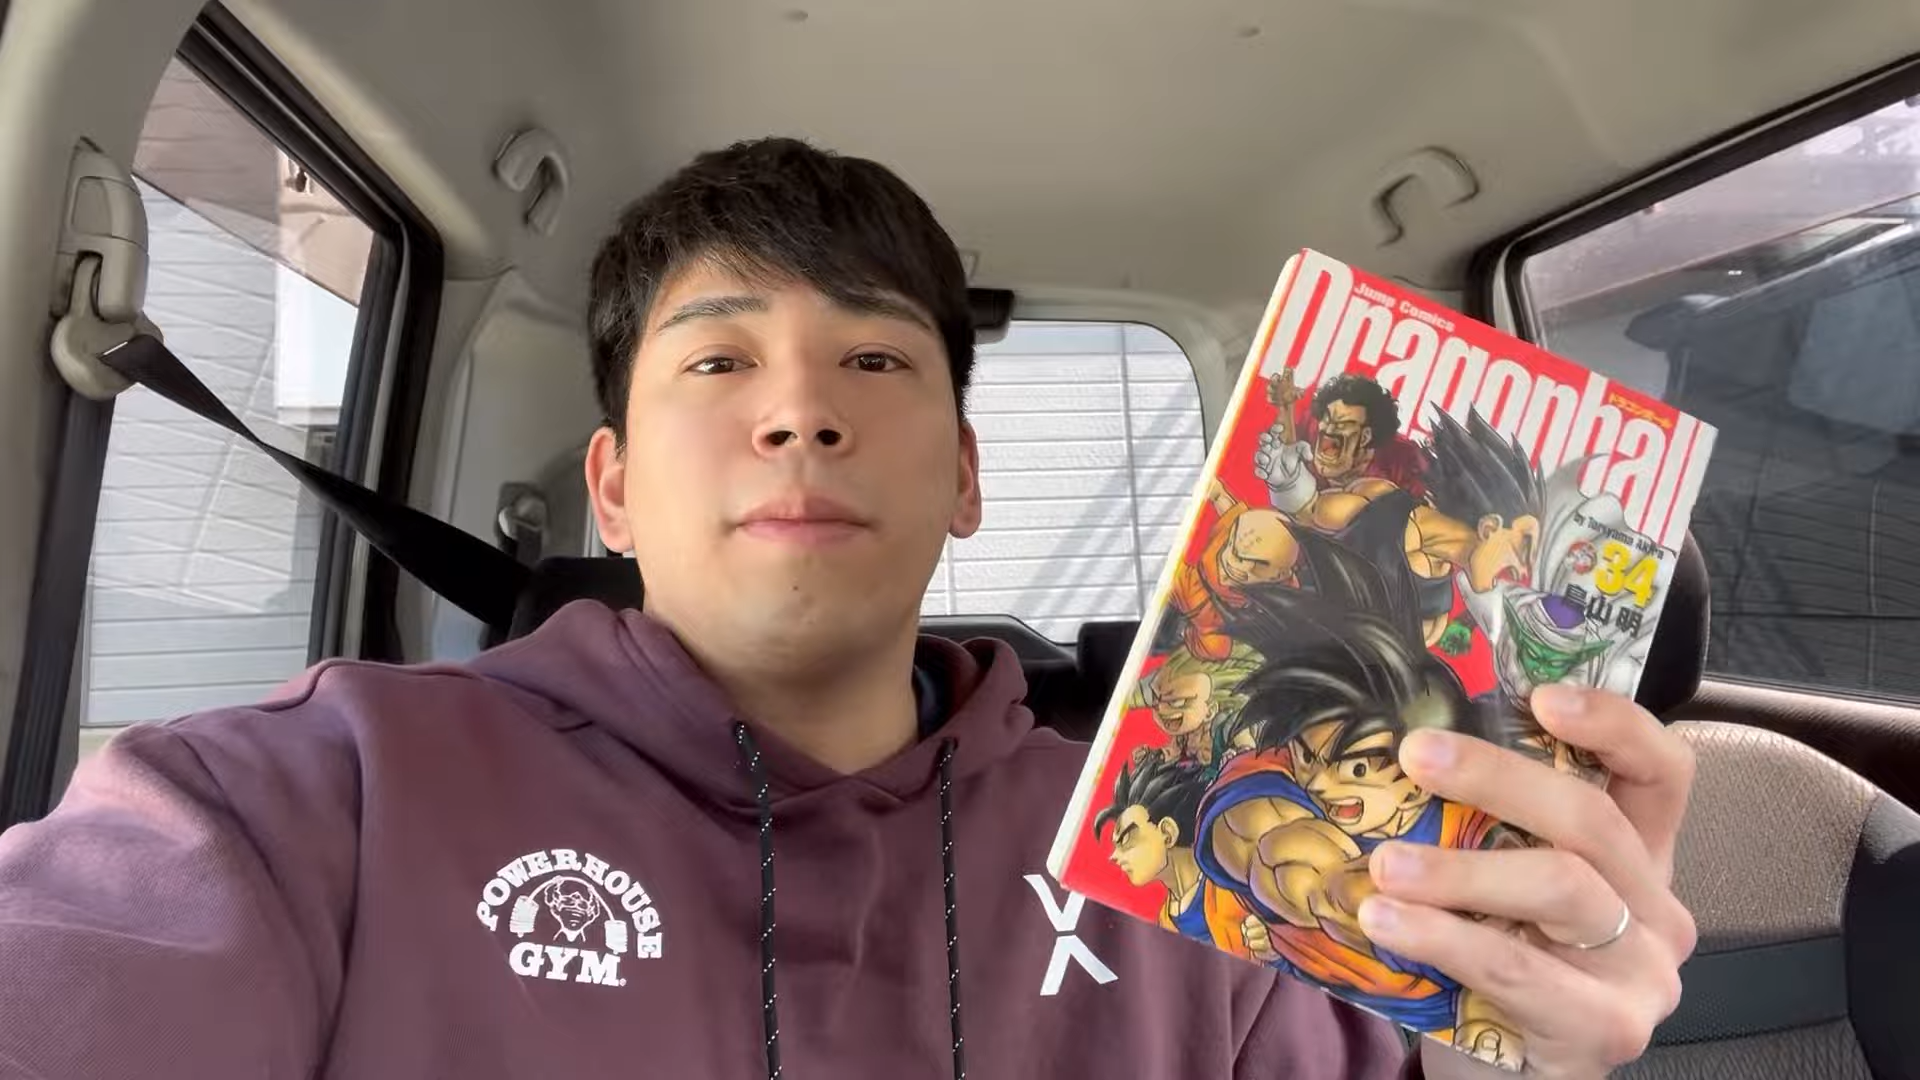 Jump Comics
Dragonball
ドラゴンボール
by Toriyama Akira
34
鳥山明
POWERHOUSE
GYM